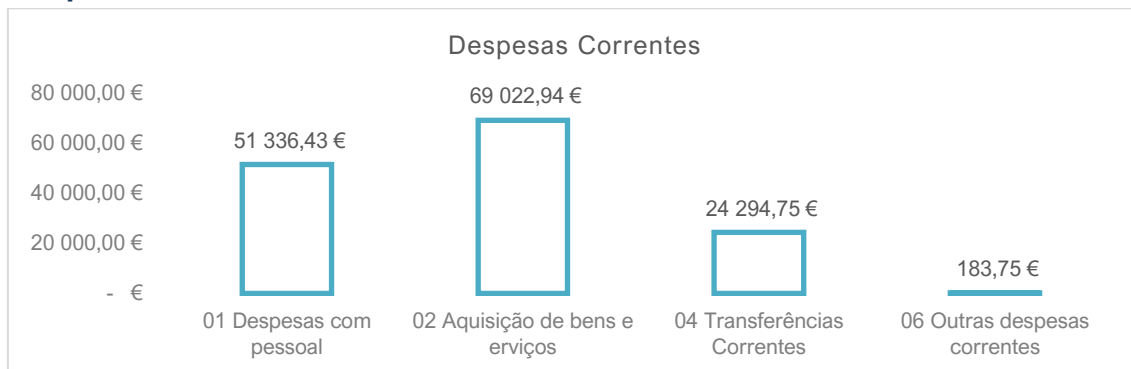 Despesas Correntes
80 000,00 €
60 000,00 €
40 000,00 €
20 000,00 €
- €
51 336,43 €
69 022,94 €
24 294,75 €
183,75 €
01 Despesas com
pessoal
02 Aquisição de bens e
erviços
04 Transferências
Correntes
06 Outras despesas
correntes